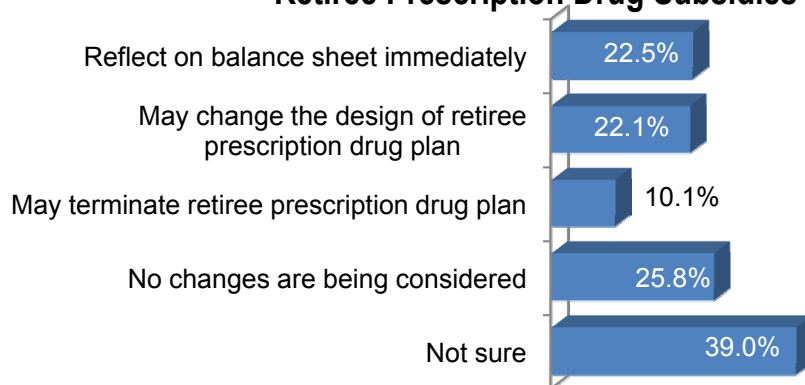 Retiree Prescription Drug Subsidies
Reflect on balance sheet immediately
22.5%
May change the design of retiree
prescription drug plan
22.1%
May terminate retiree prescription drug plan
10.1%
No changes are being considered
25.8%
Not sure
39.0%